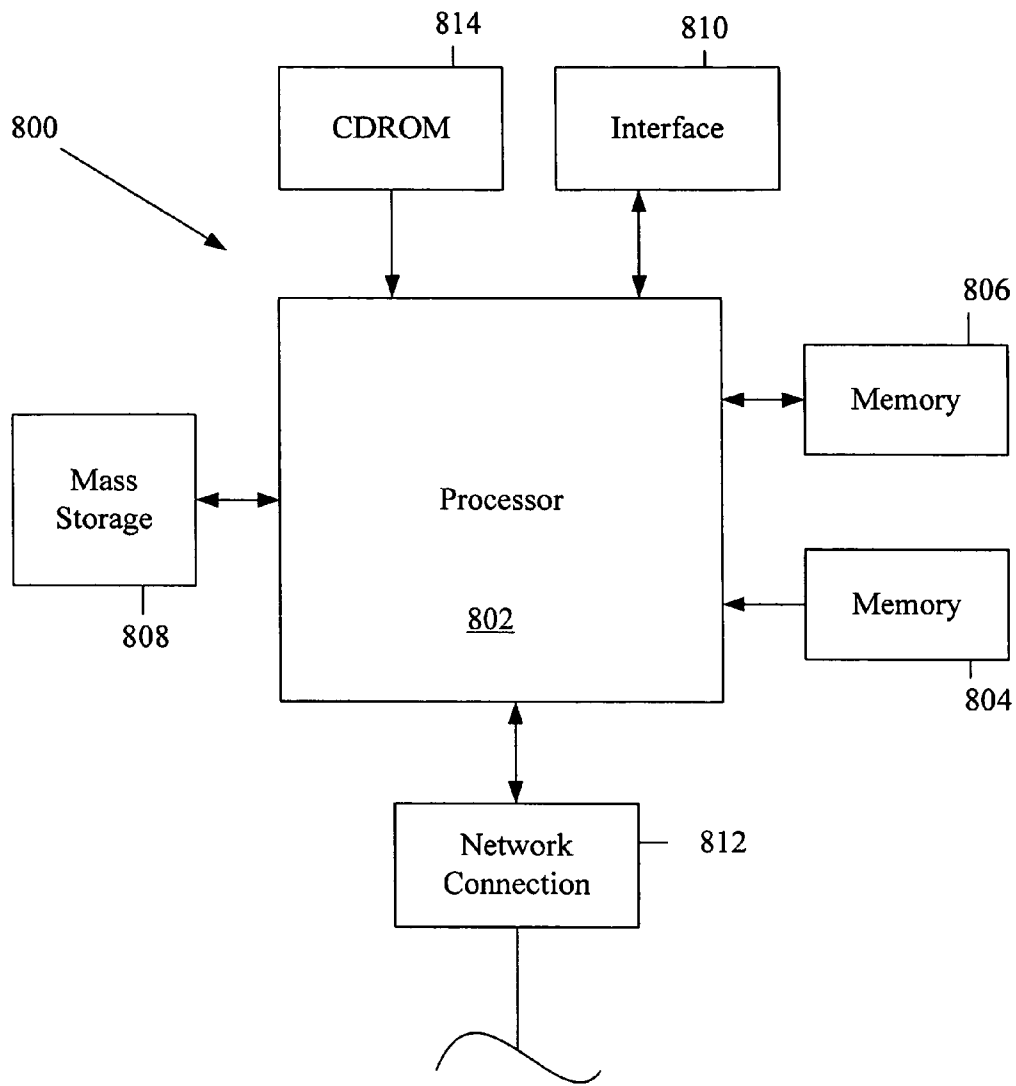 814
810
800
CDROM
Interface
806
Memory
Mass
Storage
Processor
Memory
802
808
804
Network
Connection
812